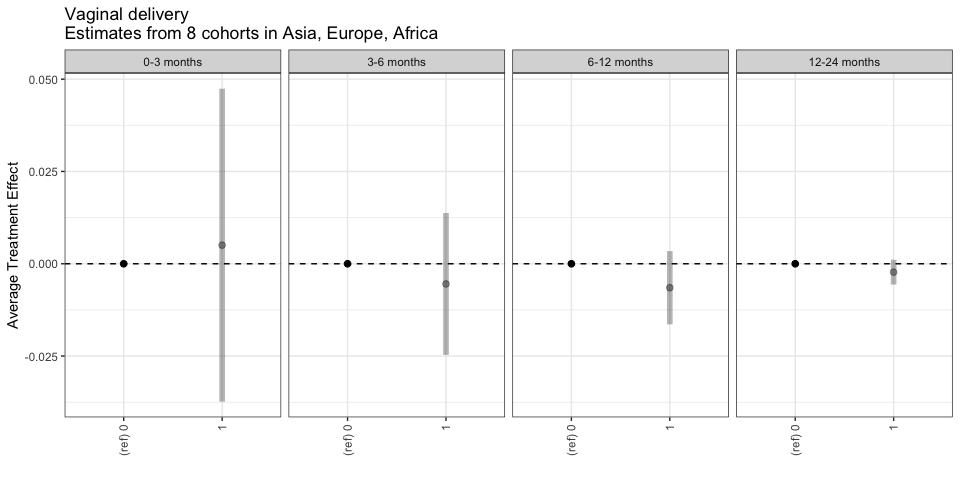 Vaginal delivery
Estimates from 8 cohorts in Asia, Europe, Africa
0-3 months
3-6 months
6-12 months
12-24 months
Average Treatment Effect
0.050
0.025
0.000
-0.025
(ref) 0
1
(ref) 0
1
(ref) 0
1
(ref) 0
1